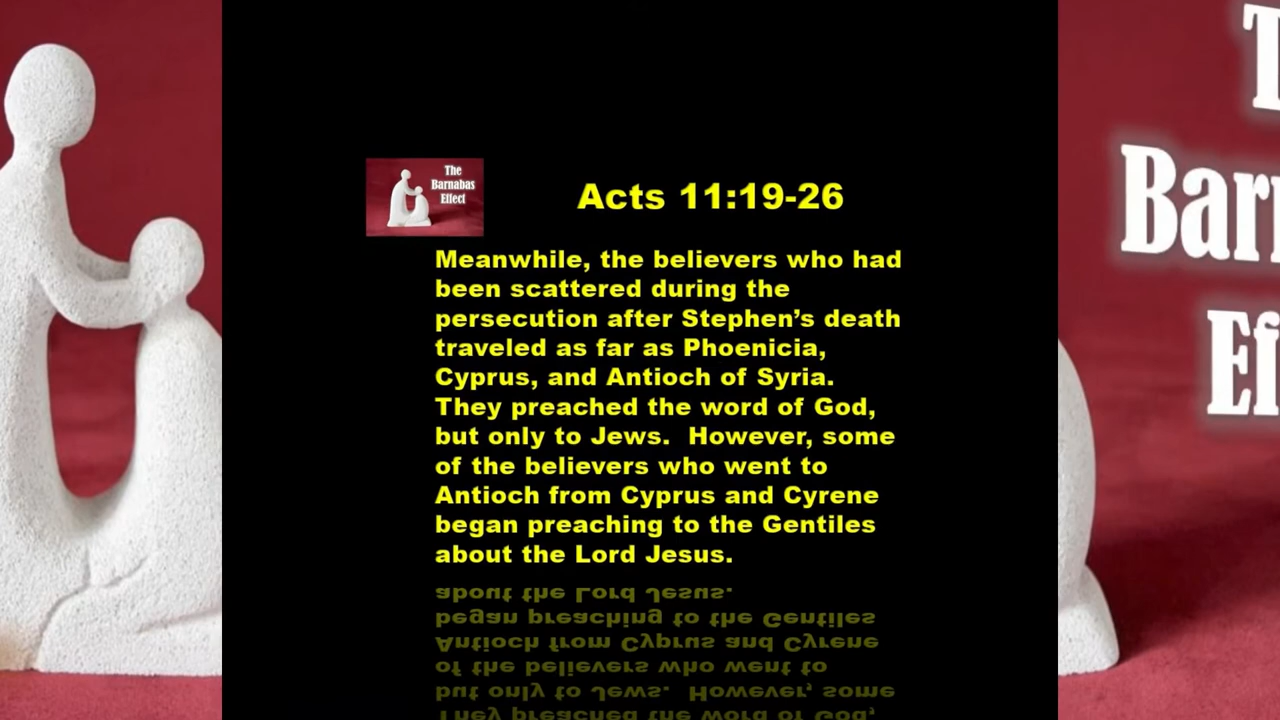 The
Barnabas
Effect
Acts 11:19-26
Meanwhile, the believers who had
been scattered during the
persecution after Stephen’s death
traveled as far as Phoenicia,
Cyprus, and Antioch of Syria.
They preached the word of God,
but only to Jews.  However, some
of the believers who went to
Antioch from Cyprus and Cyrene
began preaching to the Gentiles
about the Lord Jesus.